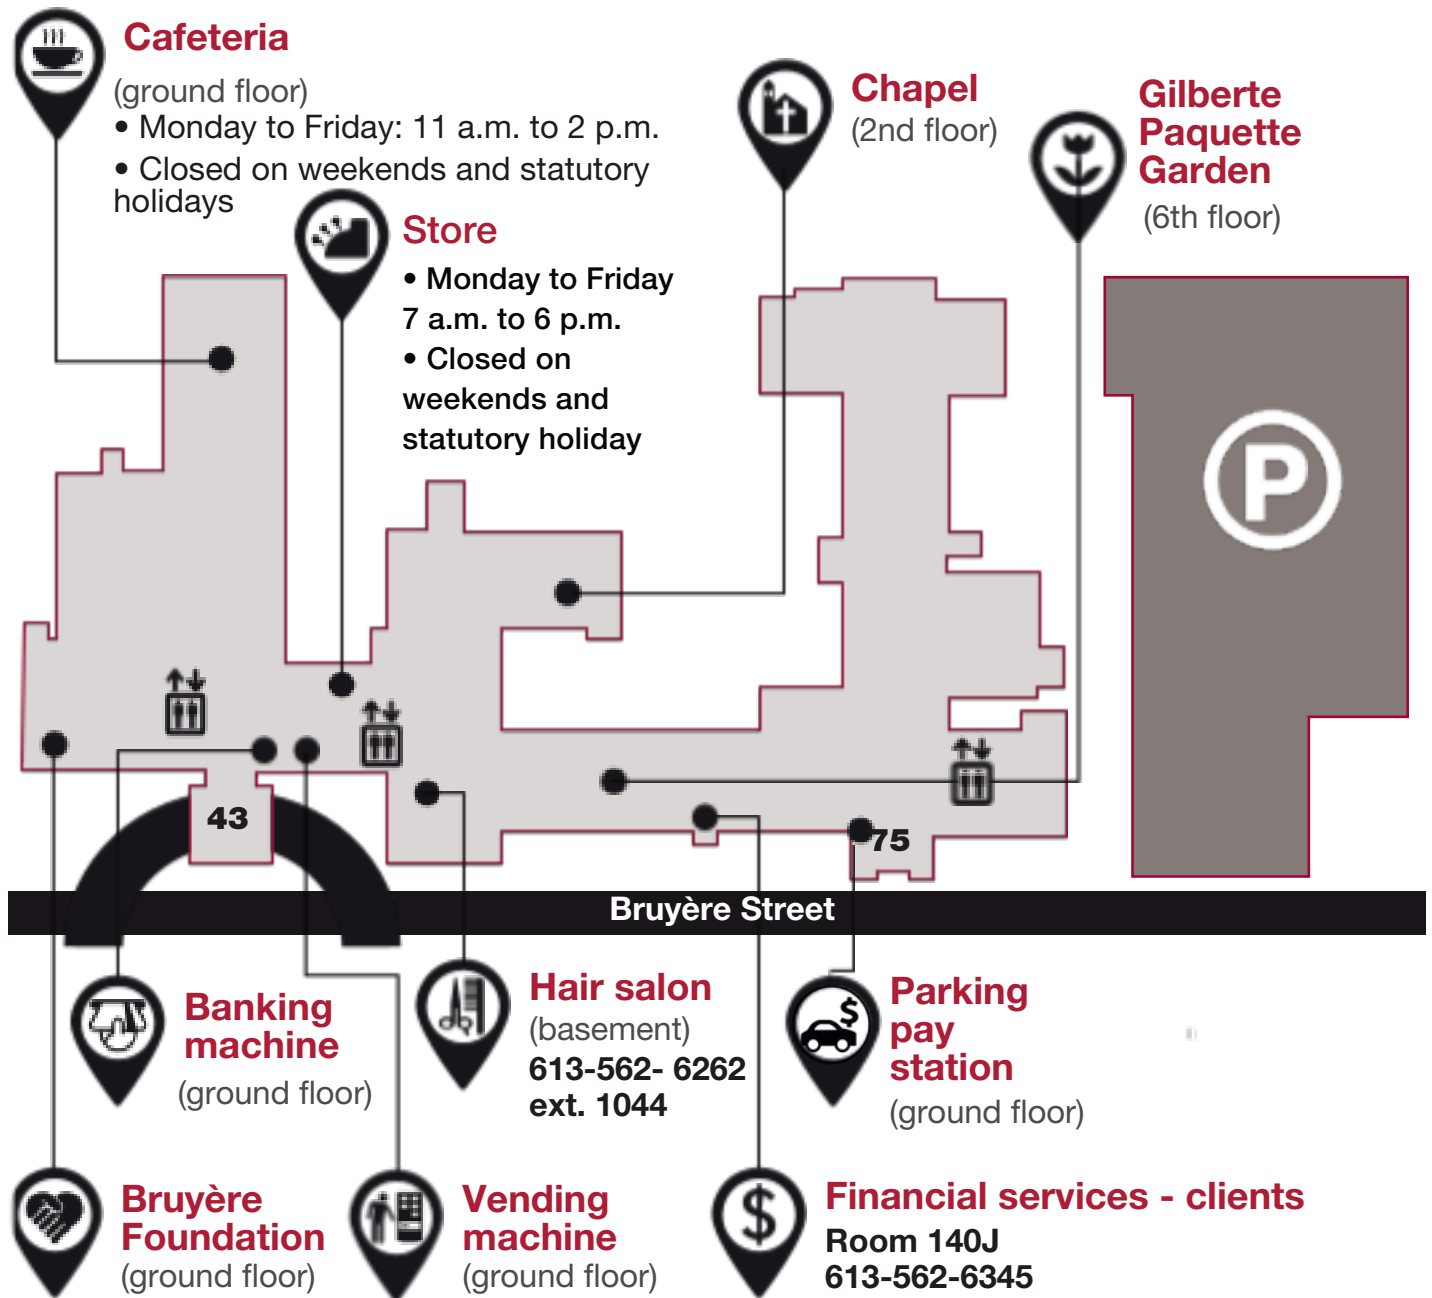 Cafeteria
(ground floor)
• Monday to Friday: 11 a.m. to 2 p.m.
• Closed on weekends and statutory
holidays
Store
• Monday to Friday
7 a.m. to 6 p.m.
• Closed on
weekends and
statutory holiday
Chapel
(2nd floor)
Gilberte
Paquette
Garden
(6th floor)
P
43
75
Bruyère Street
Banking
machine
(ground floor)
Hair salon
(basement)
613-562- 6262
ext. 1044
Parking
pay
station
(ground floor)
Bruyère
Foundation
(ground floor)
Vending
machine
(ground floor)
$
Financial services - clients
Room 140J
613-562-6345